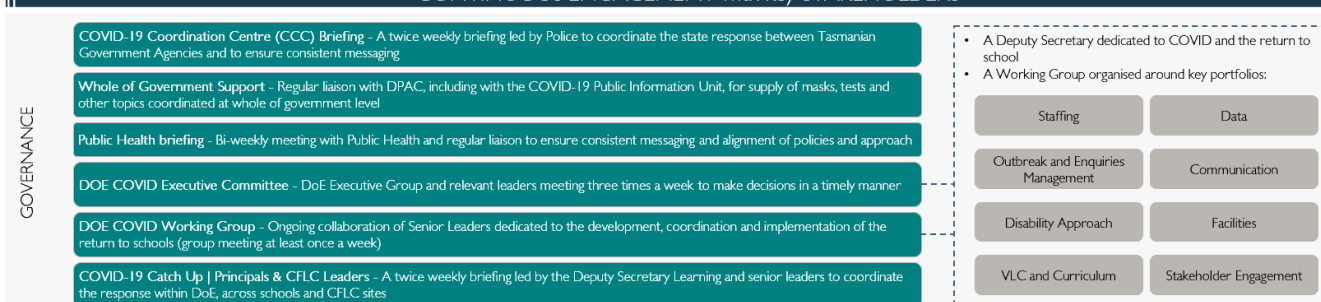 CONTINUOUS ENGAGEMENT with key STAKEHOLDERS
GOVERNANCE
COVID-19 Coordination Centre (CCC) Briefing - A twice weekly briefing led by Police to coordinate the state response between Tasmanian
Government Agencies and to ensure consistent messaging
Whole of Government Support - Regular liaison with DPAC, including with the COVID-19 Public Information Unit, for supply of masks, tests and
other topics coordinated at whole of government level
Public Health briefing - Bi-weekly meeting with Public Health and regular liaison to ensure consistent messaging and alignment of policies and approach
DOE COVID Executive Committee - DoE Executive Group and relevant leaders meeting three times a week to make decisions in a timely manner
DOE COVID Working Group - Ongoing collaboration of Senior Leaders dedicated to the development, coordination and implementation of the
return to schools (group meeting at least once a week)
COVID-19 Catch Up | Principals & CFLC Leaders - A twice weekly briefing led by the Deputy Secretary Learning and senior leaders to coordinate
the response within DoE, across schools and CFLC sites
• A Deputy Secretary dedicated to COVID and the return to
school
• A Working Group organised around key portfolios:
Staffing
Data
Outbreak and Enquiries
Management
Communication
Disability Approach
Facilities
VLC and Curriculum
Stakeholder Engagement